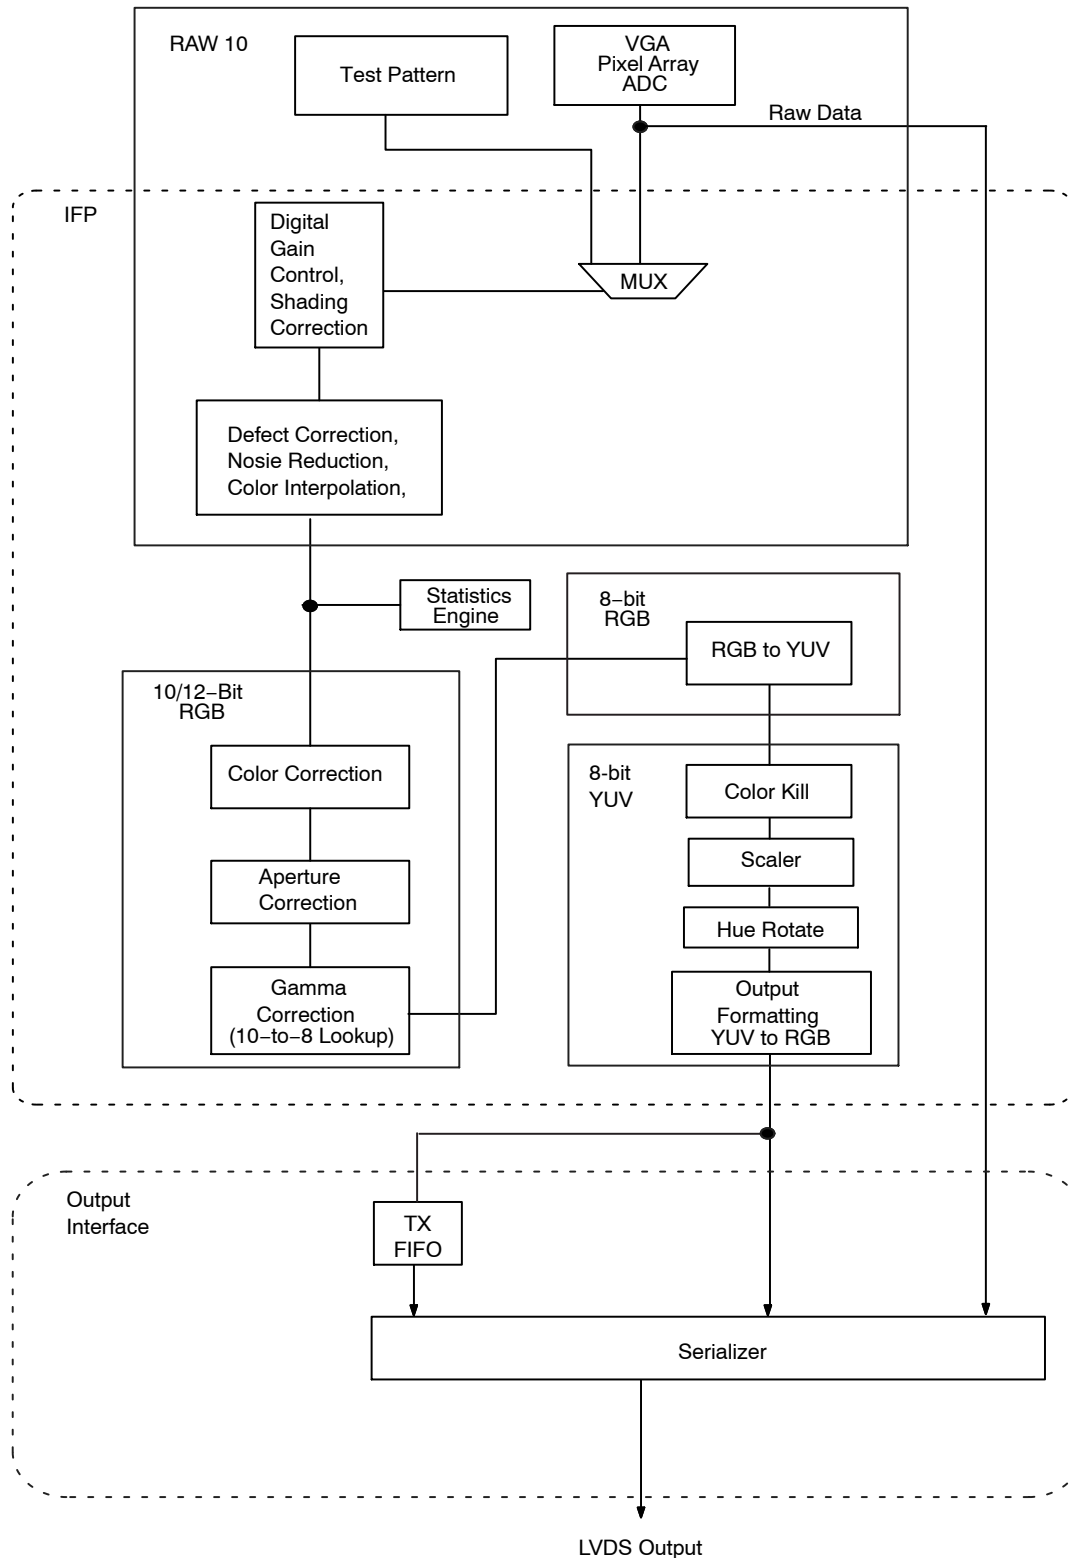 RAW 10
Test Pattern
VGA
Pixel Array
ADC
Raw Data
IFP
Digital
Gain
Control,
Shading
Correction
MUX
Defect Correction,
Nosie Reduction,
Color Interpolation,
Statistics
Engine
8−bit
RGB
RGB to YUV
10/12−Bit
RGB
Color Correction
Aperture
Correction
Gamma
Correction
(10−to−8 Lookup)
8-bit
YUV
Color Kill
Scaler
Hue Rotate
Output
Formatting
YUV to RGB
Output
Interface
TX
FIFO
Serializer
LVDS Output